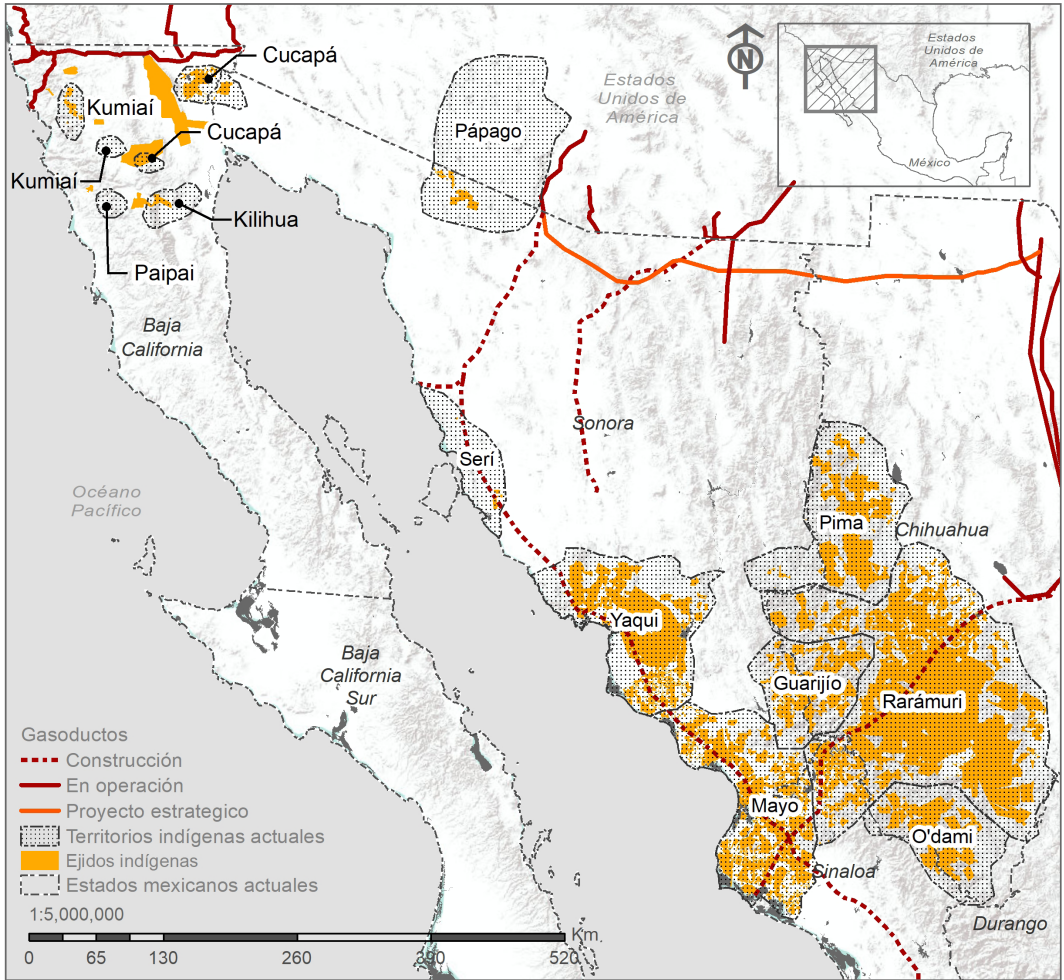 Cucapá
Estados
Unidos de
América
N
Estados
Unidos de
América
México
Kumiaí
Cucapá
Pápago
Kumiaí
Kilihua
Paipai
Baja
California
Sonora
Serí
Océano
Pacífico
Pima
Chihuahua
Yaqui
Baja
California
Sur
Guarijío
Rarámuri
Mayo
O'dami
Sinaloa
Durango
Gasoductos
Construcción
En operación
Proyecto estrategico
Territorios indígenas actuales
Ejidos indígenas
Estados mexicanos actuales
1:5,000,000
Km
0 65 130 260 390 520